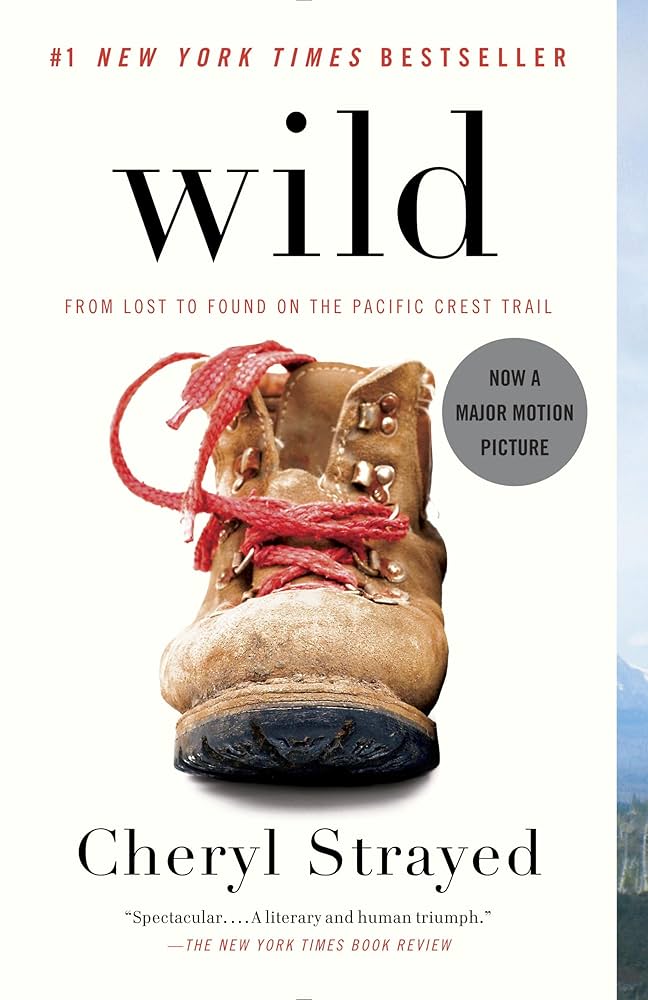 #1 NEW YORK TIMES BESTSELLER
wild
FROM LOST TO FOUND ON THE PACIFIC CREST TRAIL
NOW A
MAJOR MOTION
PICTURE
Cheryl Strayed
“Spectacular. . . . A literary and human triumph.”
—THE NEW YORK TIMES BOOK REVIEW